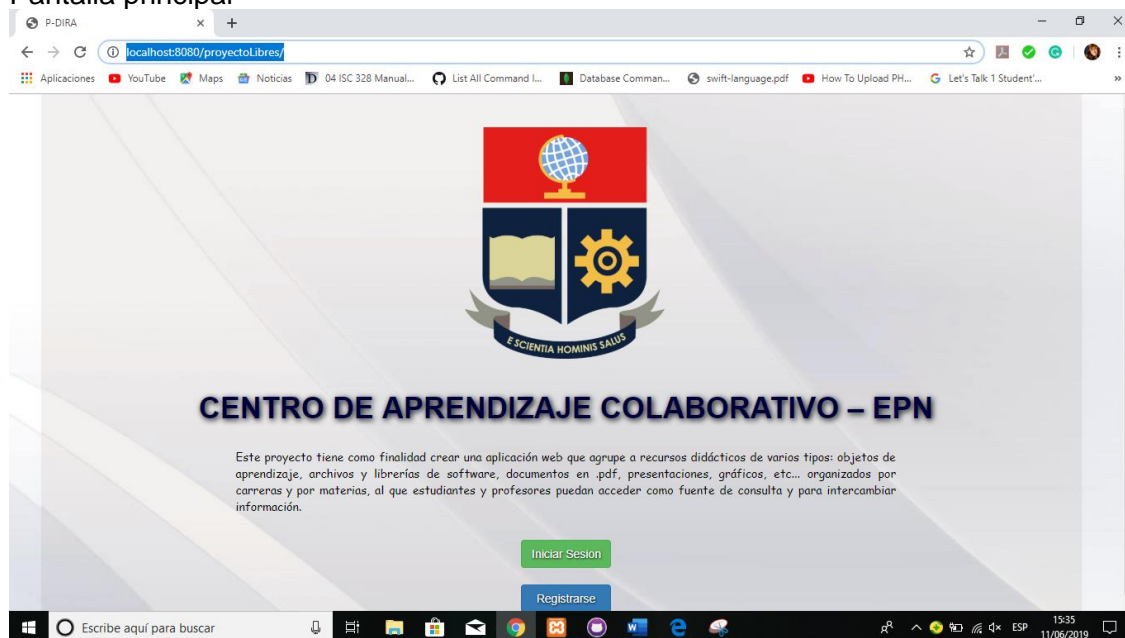 Pantalla principal
P-DIRA
localhost:8080/proyectoLibres/
Aplicaciones
YouTube
Maps
Noticias
04 ISC 328 Manual...
List All Command I...
Database Comman...
swift-language.pdf
How To Upload PH...
Let's Talk 1 Student'...
»
E SCIENTIA HOMINIS SALUS
CENTRO DE APRENDIZAJE COLABORATIVO – EPN
Este proyecto tiene como finalidad crear una aplicación web que agrupe a recursos didácticos de varios tipos: objetos de
aprendizaje, archivos y librerías de software, documentos en .pdf, presentaciones, gráficos, etc... organizados por
carreras y por materias, al que estudiantes y profesores puedan acceder como fuente de consulta y para intercambiar
información.
Iniciar Sesion
Registrarse
Escribe aquí para buscar
ESP
15:35
11/06/2019